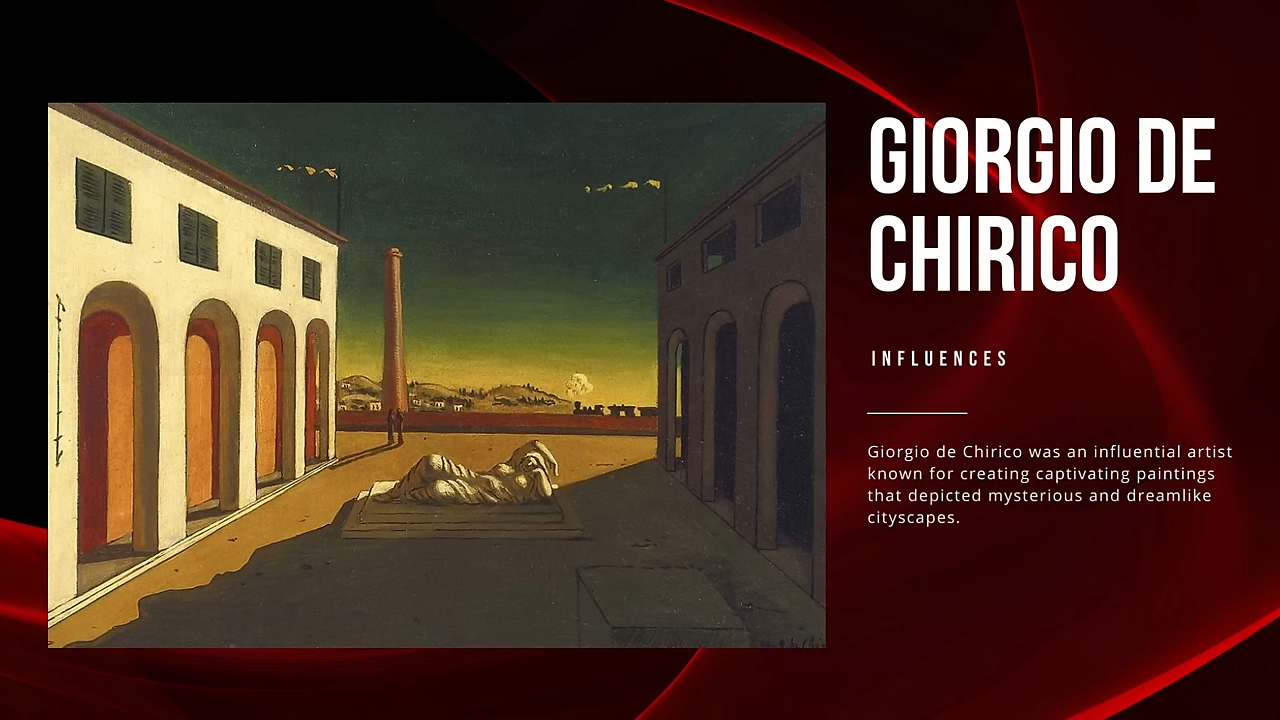 GIORGIO DE
CHIRICO
INFLUENCES
Giorgio de Chirico was an influential artist
known for creating captivating paintings
that depicted mysterious and dreamlike
cityscapes.